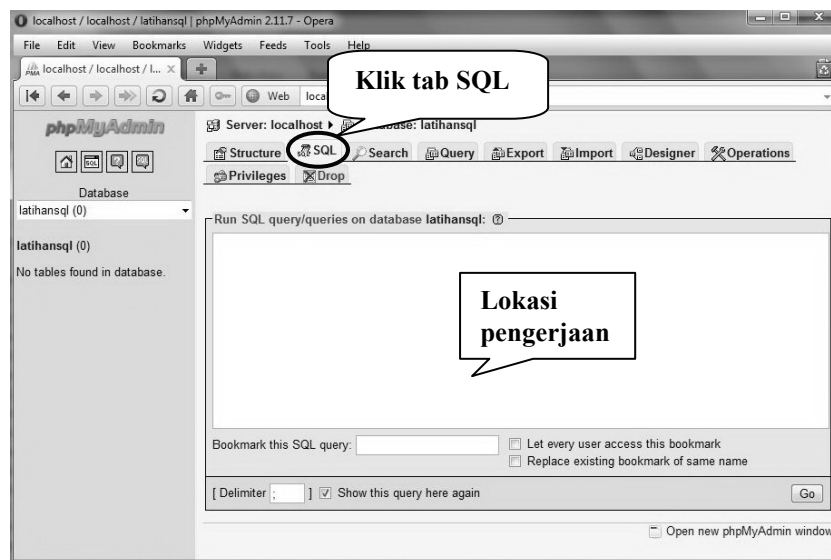 localhost / localhost / latihansql | phpMyAdmin 2.11.7 - Opera
File Edit View Bookmarks Widgets Feeds Tools Help
localhost / localhost / l...
Web
Klik tab SQL
phpMyAdmin
Server: localhost
latihansql
Structure SQL Search Query Export Import Designer Operations
Privileges Drop
Database
latihansql (0)
Run SQL query/queries on database latihansql:
latihansql (0)
No tables found in database.
Lokasi
pengerjaan
Bookmark this SQL query:
Let every user access this bookmark
Replace existing bookmark of same name
[ Delimiter ; ] Show this query here again
Go
Open new phpMyAdmin window